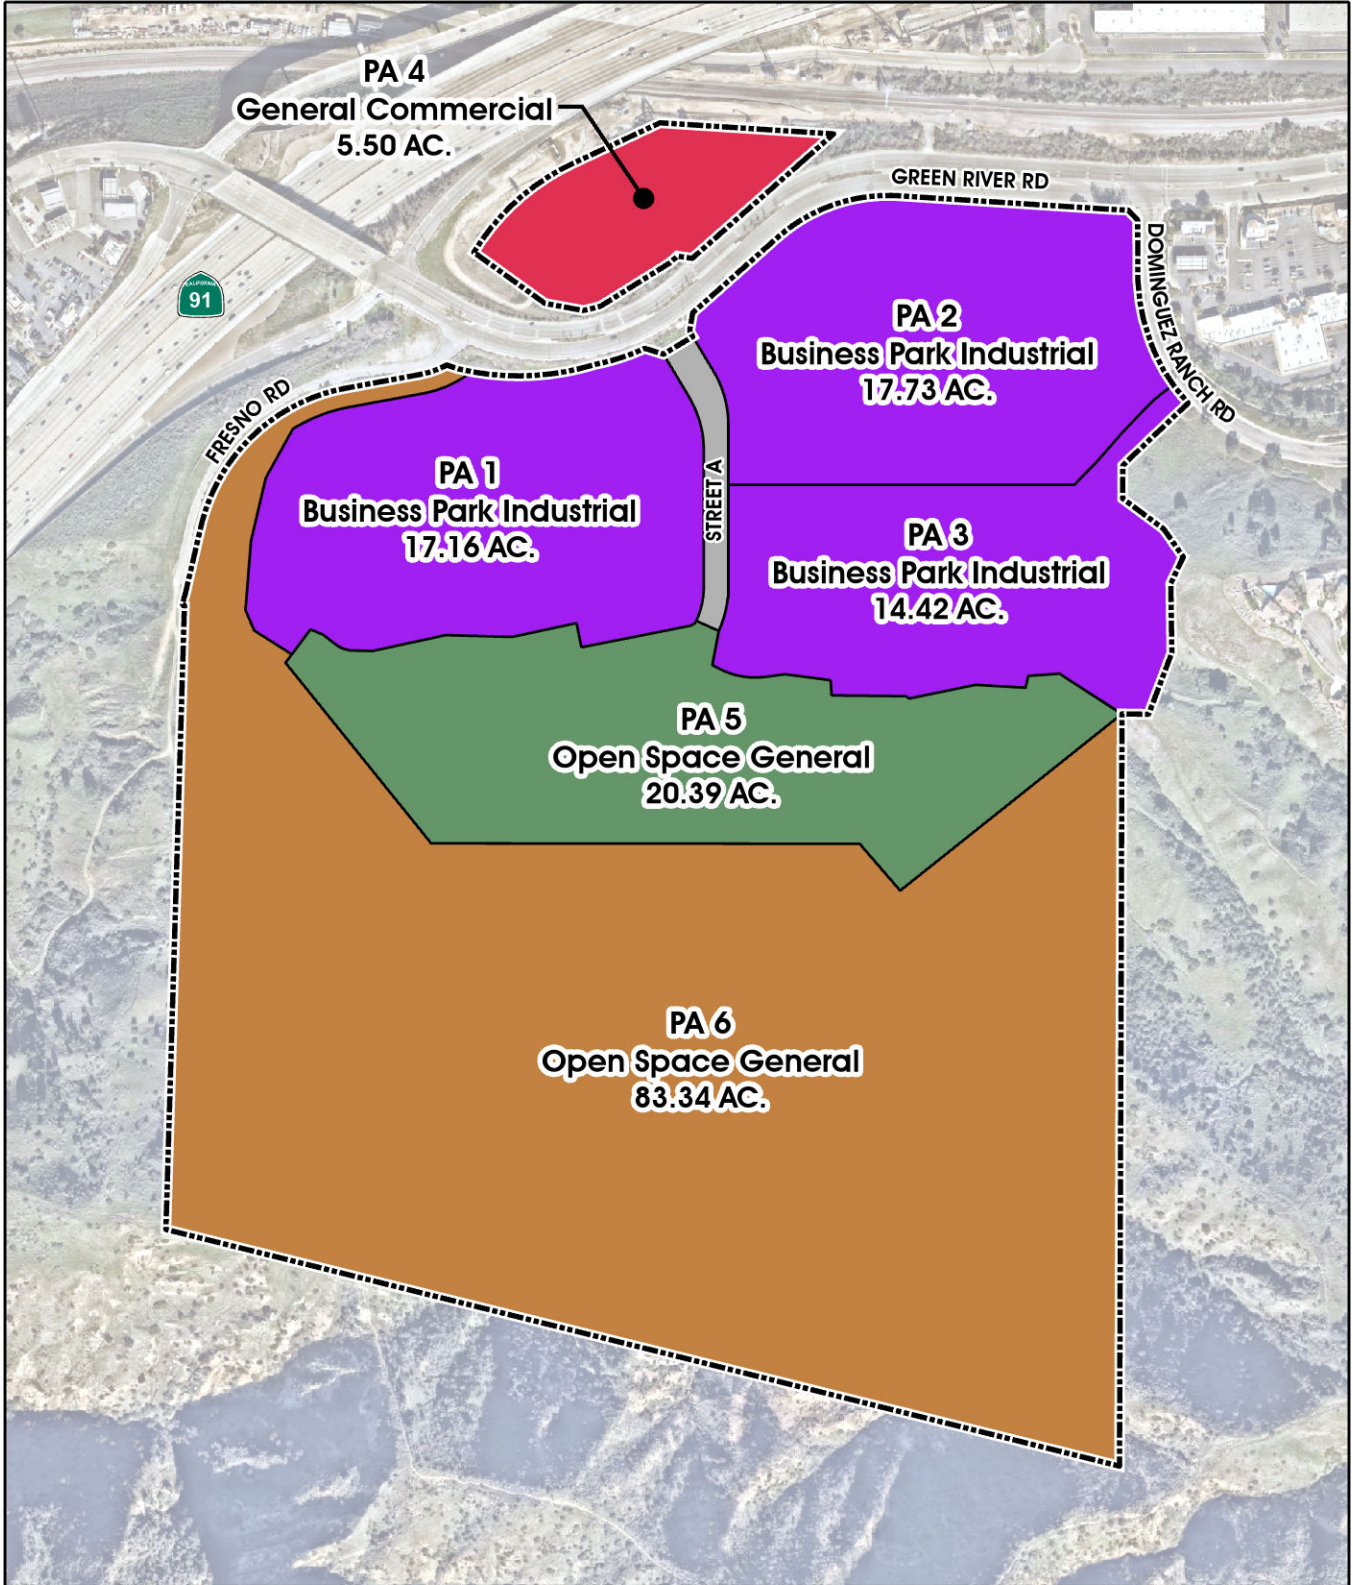 PA 4
General Commercial
5.50 AC.
GREEN RIVER RD
DOMINGUEZ RANCH RD
CALIFORNIA
91
PA 2
Business Park Industrial
17.73 AC.
FRESNO RD
PA 1
Business Park Industrial
17.16 AC.
STREET A
PA 3
Business Park Industrial
14.42 AC.
PA 5
Open Space General
20.39 AC.
PA 6
Open Space General
83.34 AC.